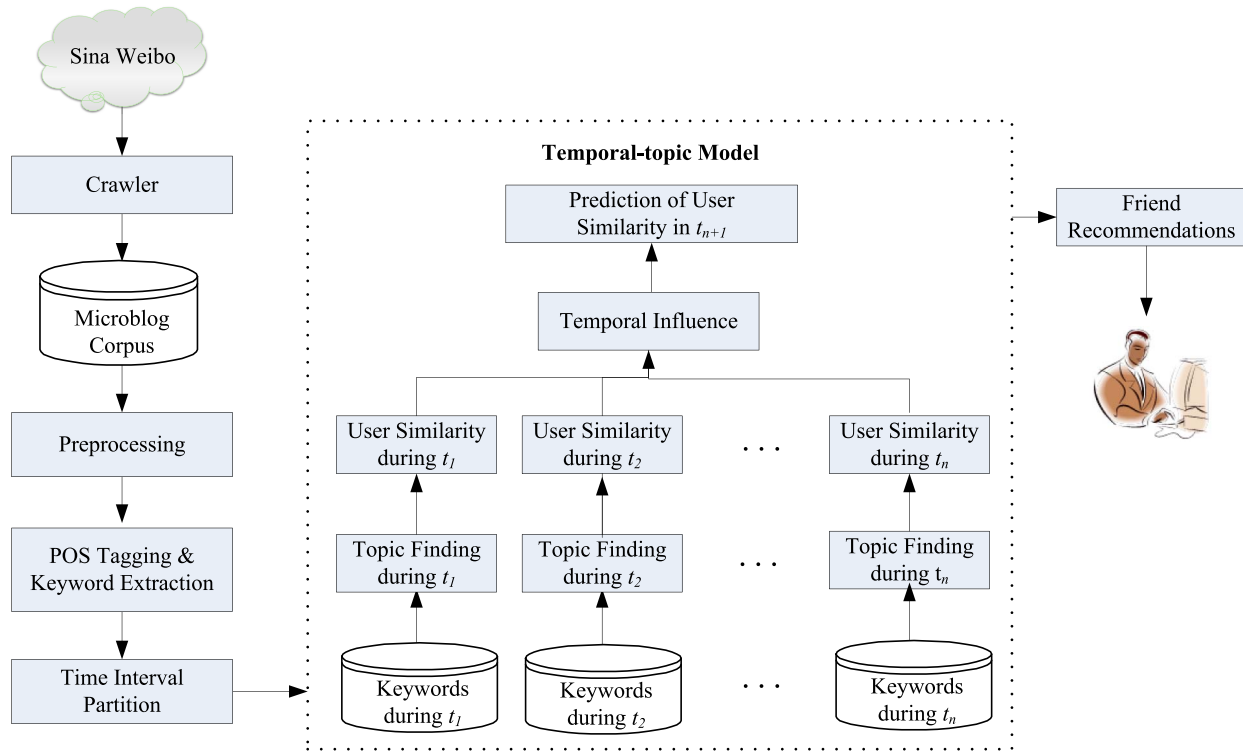 Sina Weibo
Crawler
Microblog
Corpus
Preprocessing
POS Tagging &
Keyword Extraction
Time Interval
Partition
Temporal-topic Model
Prediction of User
Similarity in tn+1
Temporal Influence
User Similarity
during t1
User Similarity
during t2
. . .
User Similarity
during tn
Topic Finding
during t1
Topic Finding
during t2
. . .
Topic Finding
during tn
Keywords
during t1
Keywords
during t2
. . .
Keywords
during tn
Friend
Recommendations